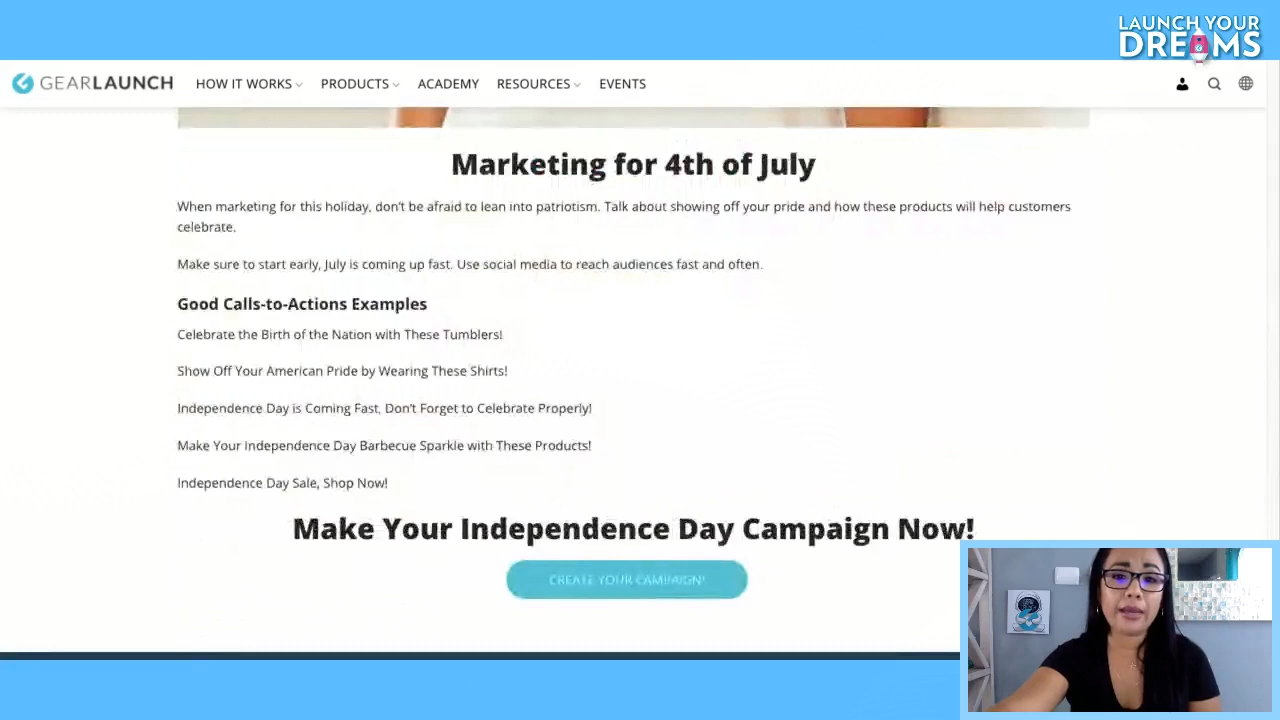 LAUNCH YOUR
DREAMS
GEARLAUNCH HOW IT WORKS PRODUCTS ACADEMY RESOURCES EVENTS
Marketing for 4th of July
When marketing for this holiday, don't be afraid to lean into patriotism. Talk about showing off your pride and how these products will help customers
celebrate.
Make sure to start early, July is coming up fast. Use social media to reach audiences fast and often.
Good Calls-to-Actions Examples
Celebrate the Birth of the Nation with These Tumblers!
Show Off Your American Pride by Wearing These Shirts!
Independence Day is Coming Fast, Don't Forget to Celebrate Properly!
Make Your Independence Day Barbecue Sparkle with These Products!
Independence Day Sale, Shop Now!
Make Your Independence Day Campaign Now!
CREATE YOUR CAMPAIGN!